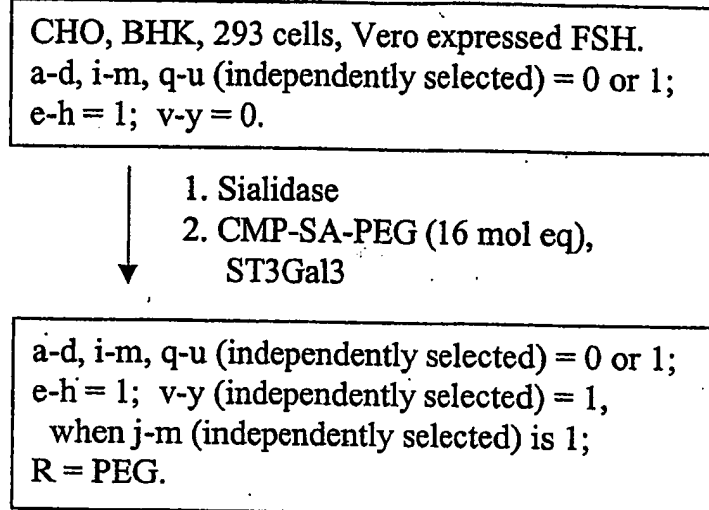 CHO, BHK, 293 cells, Vero expressed FSH.
a-d, i-m, q-u (independently selected) = 0 or 1;
e-h = 1; v-y = 0.
1. Sialidase
2. CMP-SA-PEG (16 mol eq),
ST3Gal3
a-d, i-m, q-u (independently selected) = 0 or 1;
e-h = 1; v-y (independently selected) = 1,
when j-m (independently selected) is 1;
R = PEG.